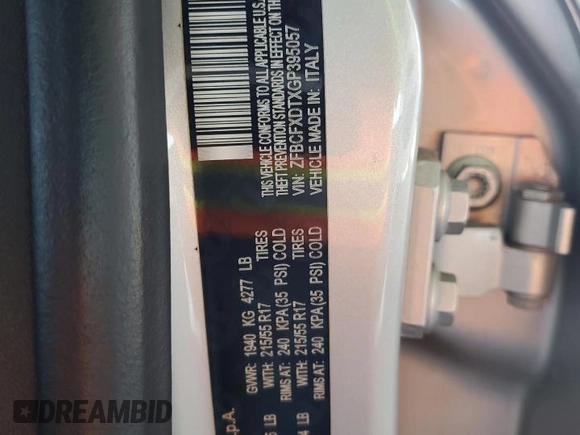 p.A.
GVWR: 1940 KG 4277 LB
LB WITH: 215/55 R17 TIRES
RIMS AT: 240 KPA(35 PSI) COLD
LB WITH: 215/55 R17 TIRES
RIMS AT: 240 KPA(35 PSI) COLD
THIS VEHICLE CONFORMS TO ALL APPLICABLE U.S.
THEFT PREVENTION STANDARDS IN EFFECT ON THE
VIN: ZFBCFXDTXGP395057
VEHICLE MADE IN: ITALY
DREAMBID